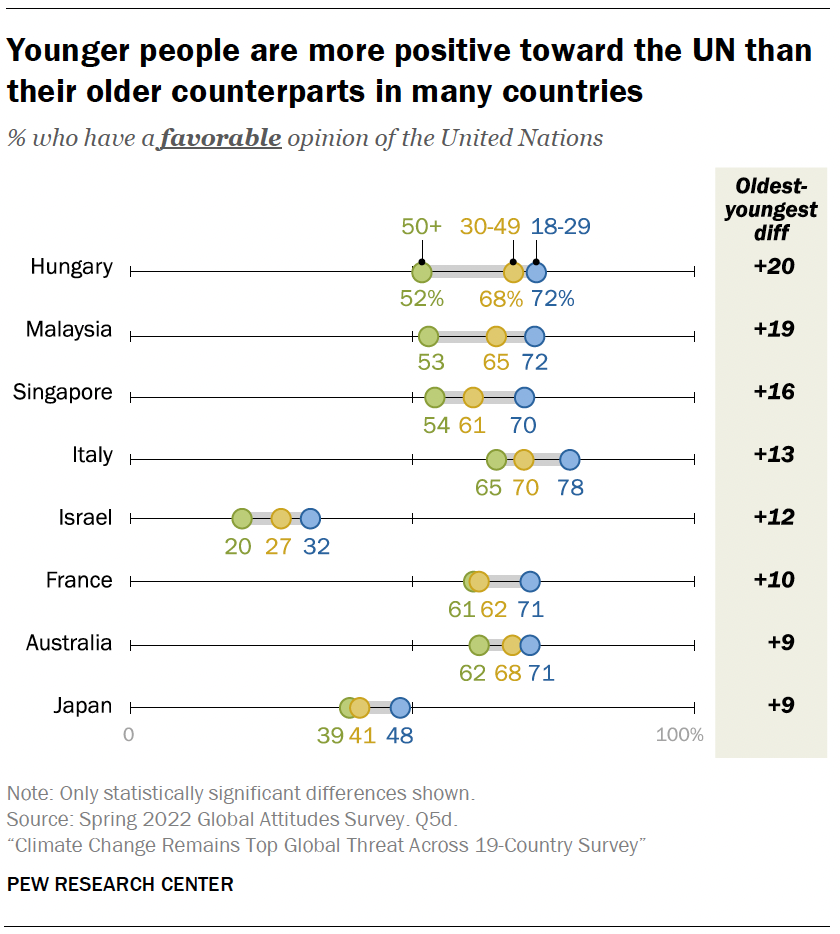 Younger people are more positive toward the UN than
their older counterparts in many countries
% who have a favorable opinion of the United Nations
Oldest-
youngest
diff
50+ 30-49 18-29
Hungary +20
52% 68% 72%
Malaysia +19
53 65 72
Singapore +16
54 61 70
Italy +13
65 70 78
Israel +12
20 27 32
France +10
61 62 71
Australia +9
62 68 71
Japan +9
0 100%
39 41 48
Note: Only statistically significant differences shown.
Source: Spring 2022 Global Attitudes Survey. Q5d.
“Climate Change Remains Top Global Threat Across 19-Country Survey”
PEW RESEARCH CENTER